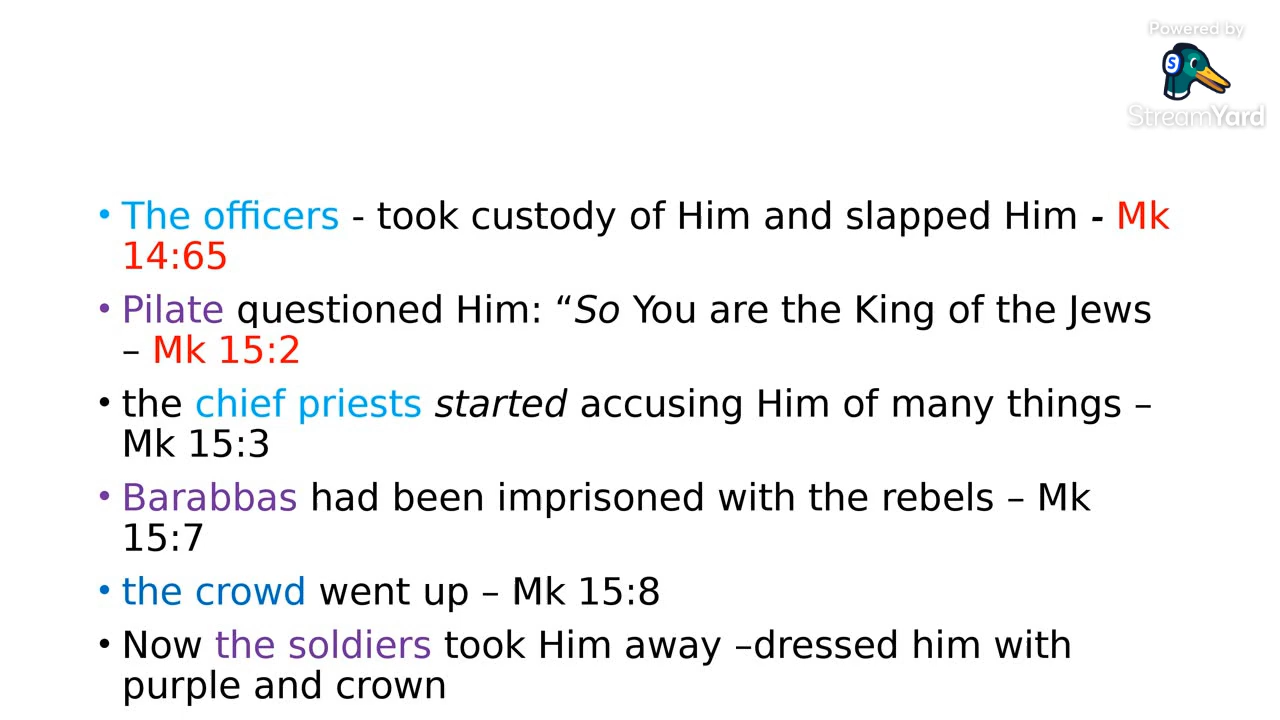 Powered by
StreamYard
• The officers - took custody of Him and slapped Him - Mk
14:65
• Pilate questioned Him: “So You are the King of the Jews
– Mk 15:2
• the chief priests started accusing Him of many things –
Mk 15:3
• Barabbas had been imprisoned with the rebels – Mk
15:7
• the crowd went up – Mk 15:8
• Now the soldiers took Him away –dressed him with
purple and crown